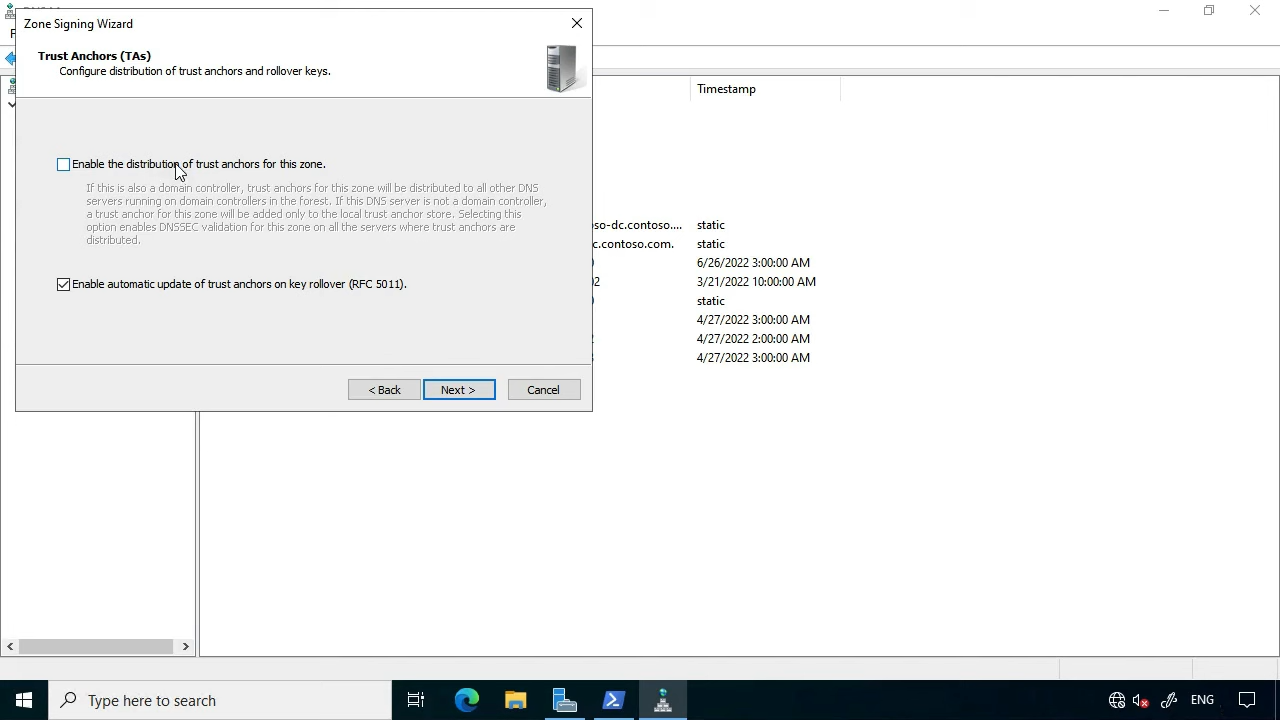 Zone Signing Wizard
Trust Anchors (TAs)
Configure distribution of trust anchors and rollover keys.
Timestamp
Enable the distribution of trust anchors for this zone.
If this is also a domain controller, trust anchors for this zone will be distributed to all other DNS
servers running on domain controllers in the forest. If this DNS server is not a domain controller,
a trust anchor for this zone will be added only to the local trust anchor store. Selecting this
option enables DNSSEC validation for this zone on all the servers where trust anchors are
distributed.
oso-dc.contoso.... static
c.contoso.com. static
6/26/2022 3:00:00 AM
Enable automatic update of trust anchors on key rollover (RFC 5011).
02 3/21/2022 10:00:00 AM
static
4/27/2022 3:00:00 AM
4/27/2022 2:00:00 AM
4/27/2022 3:00:00 AM
< Back
Next >
Cancel
Type here to search
ENG